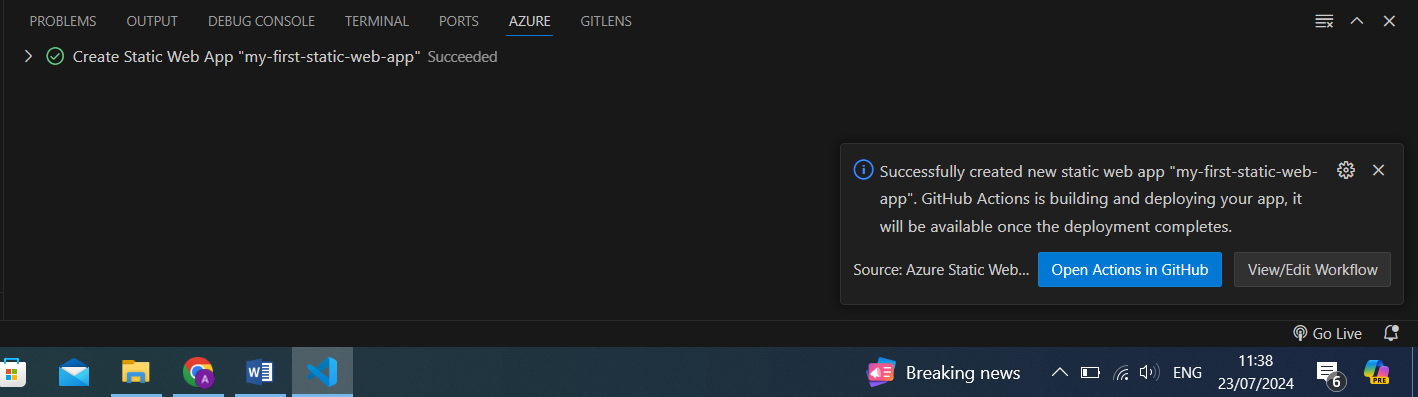 PROBLEMS OUTPUT DEBUG CONSOLE TERMINAL PORTS AZURE GITLENS
Create Static Web App "my-first-static-web-app" Succeeded
Successfully created new static web app "my-first-static-web-
app". GitHub Actions is building and deploying your app, it
will be available once the deployment completes.
Source: Azure Static Web... Open Actions in GitHub View/Edit Workflow
Go Live
A W Breaking news ENG 11:38
23/07/2024 6 PRE